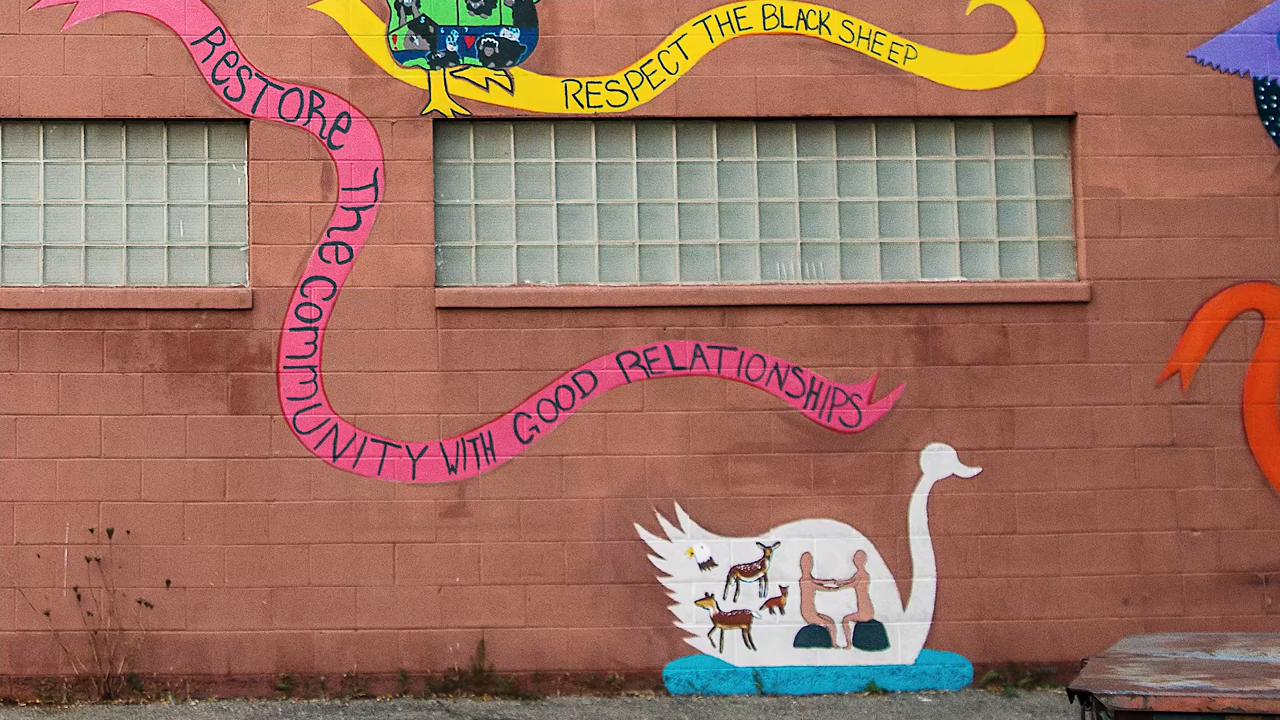 RESPECT THE BLACK SHEEP
ResTORe The commUNITY WITH GOOD RELATIONSHIPS